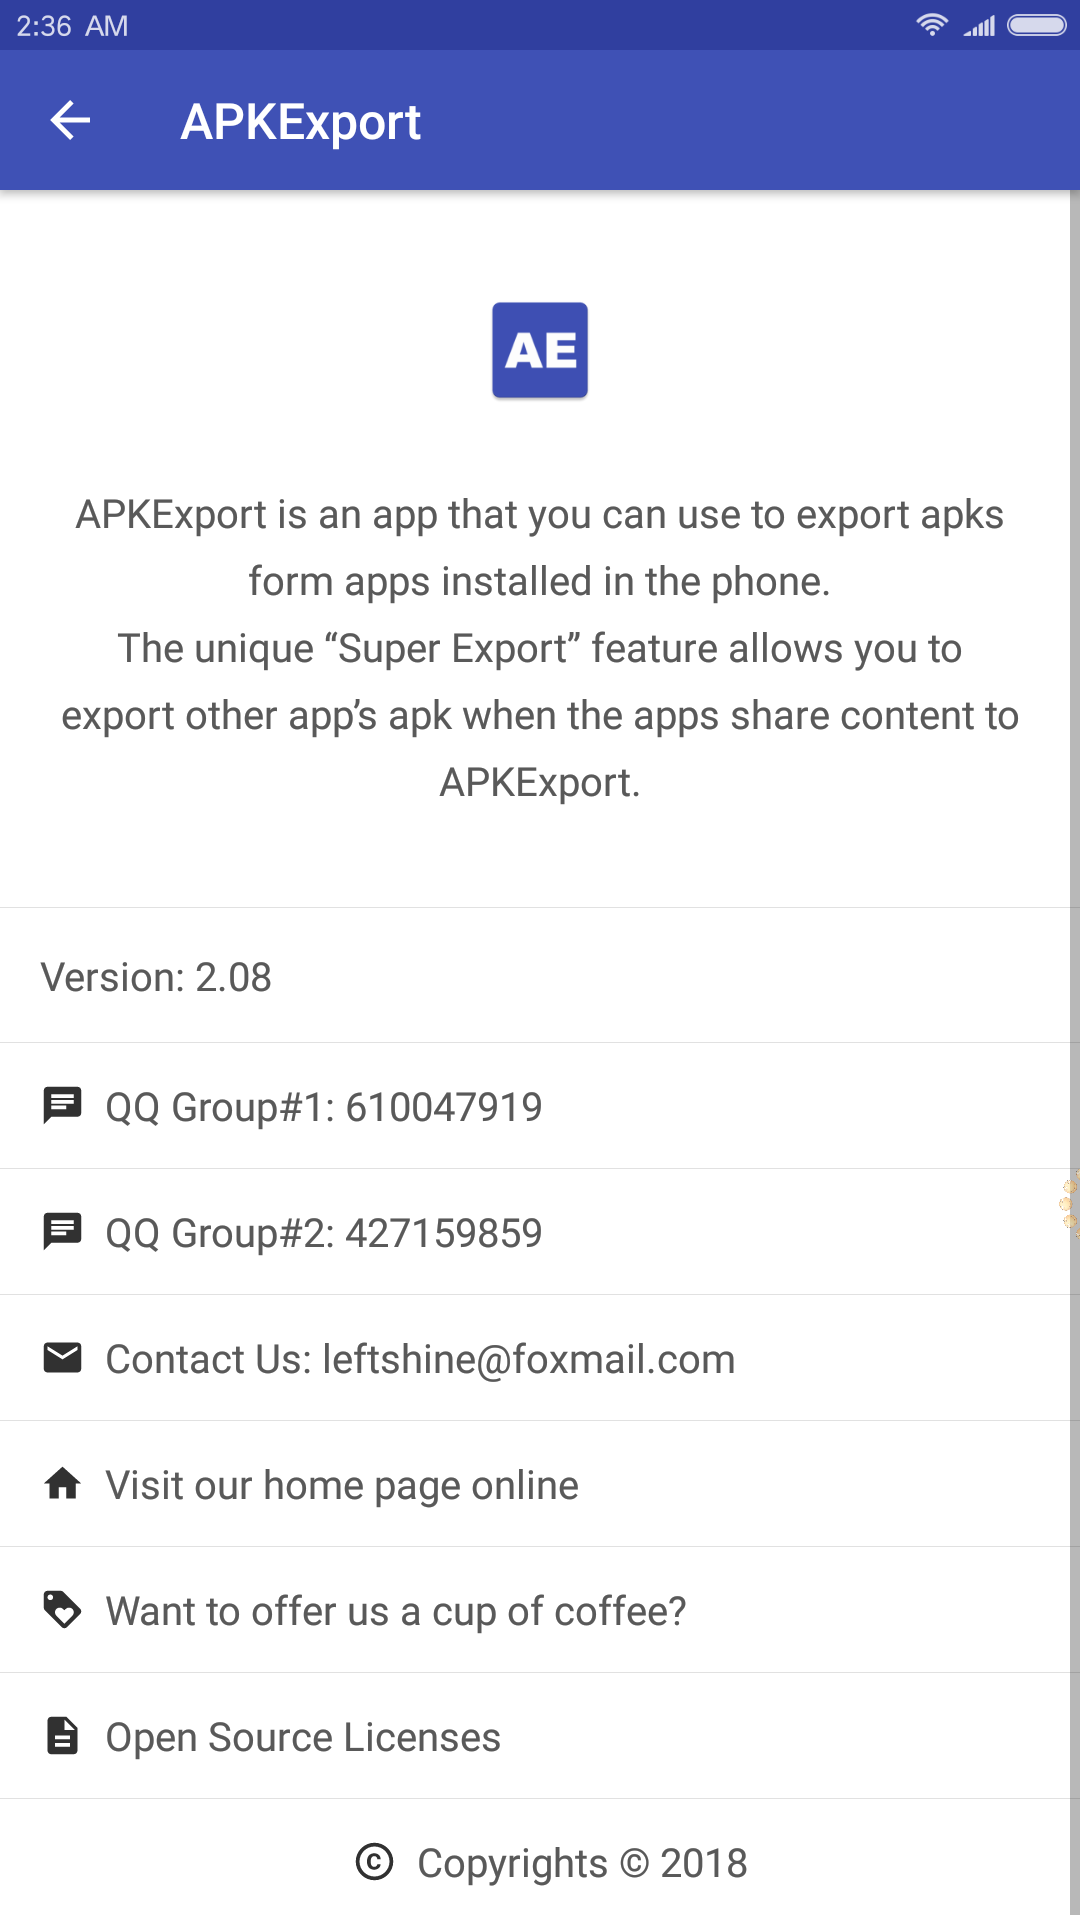 2:36 AM
APKExport
AE
APKExport is an app that you can use to export apks
form apps installed in the phone.
The unique “Super Export” feature allows you to
export other app’s apk when the apps share content to
APKExport.
Version: 2.08
QQ Group#1: 610047919
QQ Group#2: 427159859
Contact Us: leftshine@foxmail.com
Visit our home page online
Want to offer us a cup of coffee?
Open Source Licenses
Copyrights © 2018